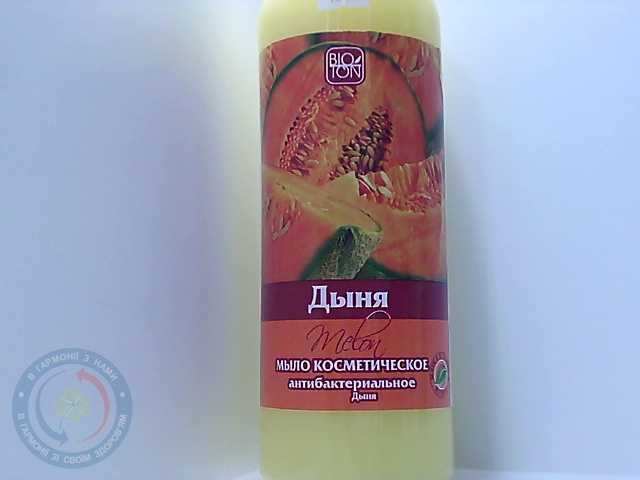 BIO
TON
Дыня
Melon
МЫЛО КОСМЕТИЧЕСКОЕ
антибактериальное
Дыня
В ГАРМОНІЇ З НАМИ
В ГАРМОНІЇ ЗІ СВОЇМ ЗДОРОВ'ЯМ